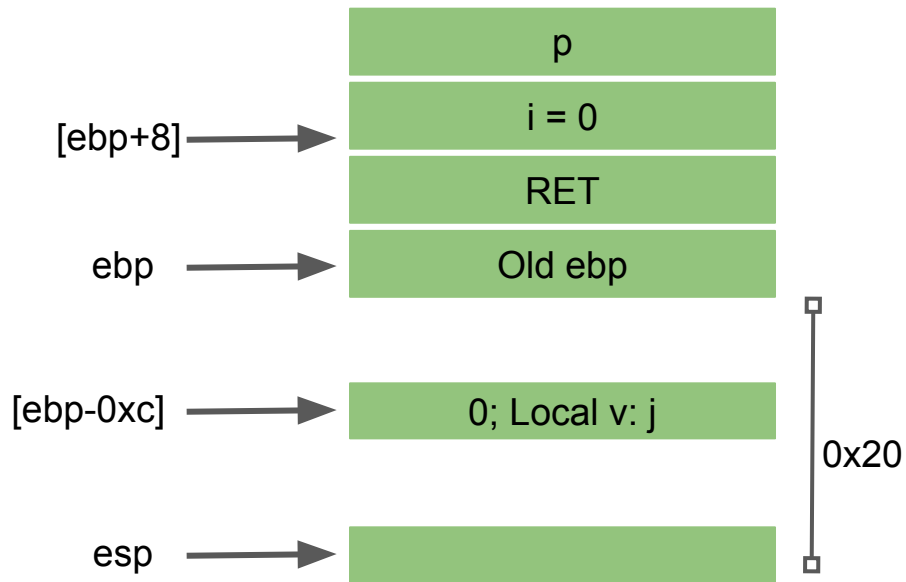 p
[ebp+8]
i = 0
RET
ebp
Old ebp
[ebp-0xc]
0; Local v: j
0x20
esp